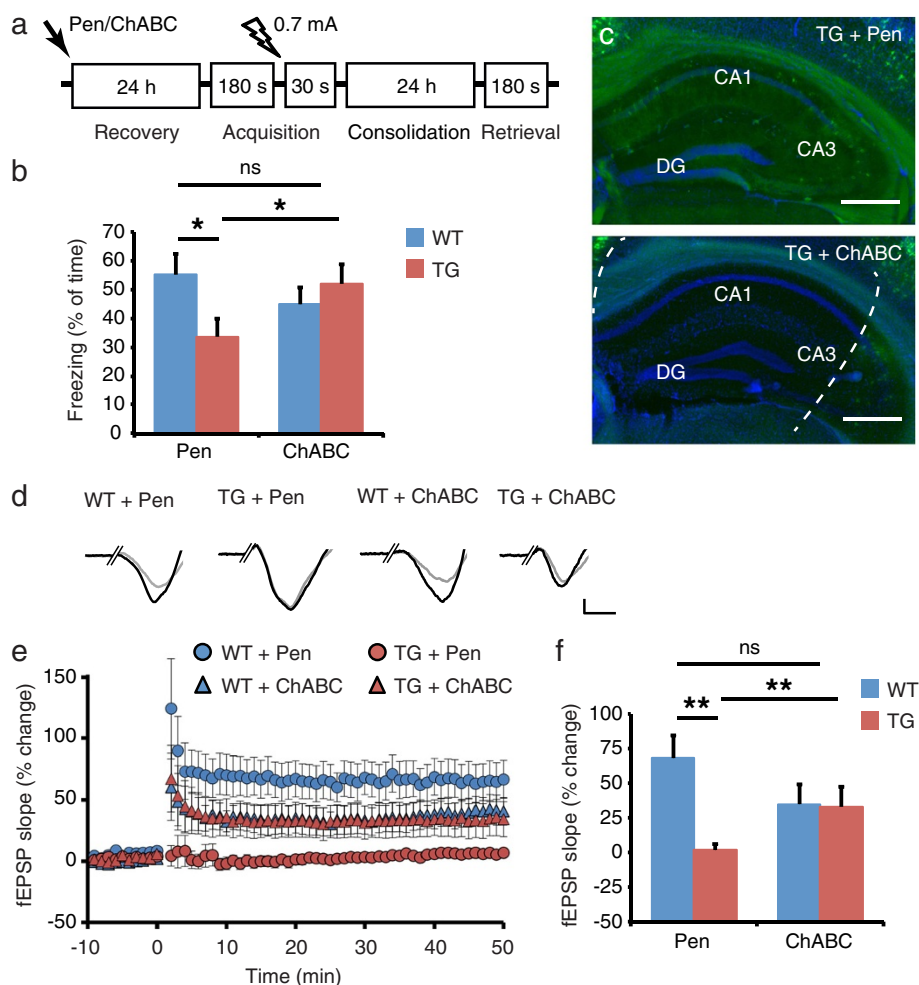 a
Pen/ChABC
0.7 mA
24 h
180 s
30 s
24 h
180 s
Recovery
Acquisition
Consolidation
Retrieval
b
ns
*
*
70
60
50
40
30
20
10
0
Freezing (% of time)
WT
TG
Pen
ChABC
c
TG + Pen
CA1
CA3
DG
TG + ChABC
CA1
CA3
DG
d
WT + Pen
TG + Pen
WT + ChABC
TG + ChABC
e
WT + Pen
TG + Pen
WT + ChABC
TG + ChABC
150
100
50
0
-50
fEPSP slope (% change)
-10
0
10
20
30
40
50
Time (min)
f
ns
**
**
WT
TG
100
75
50
25
0
-25
-50
fEPSP slope (% change)
Pen
ChABC